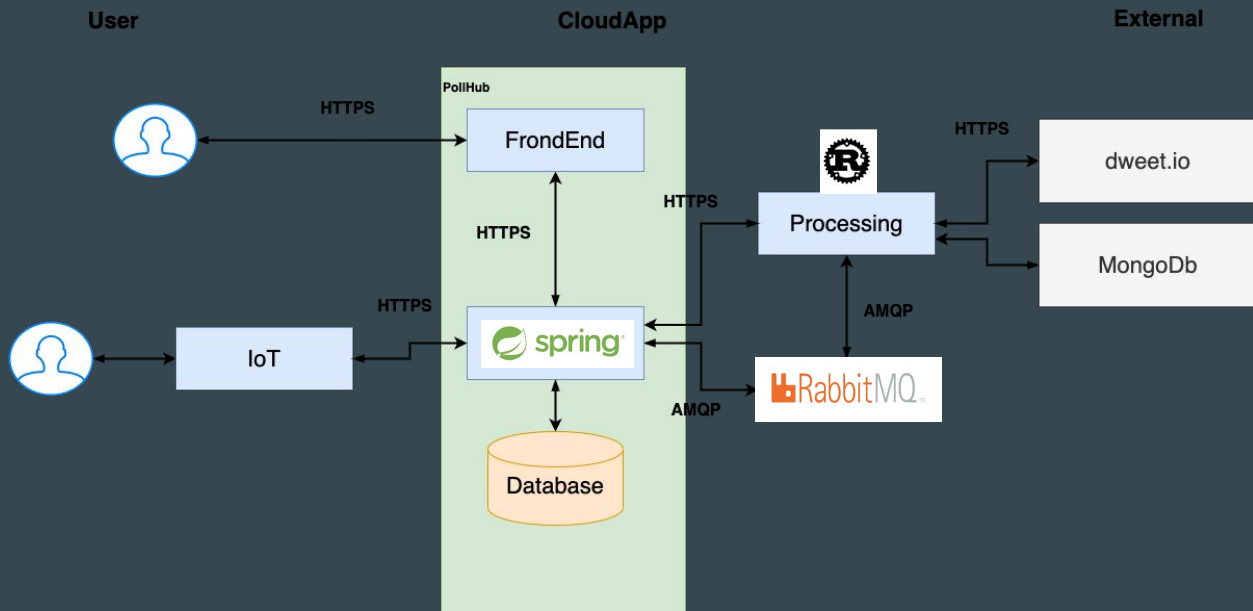 User
CloudApp
External
PollHub
HTTPS
FrondEnd
HTTPS
dweet.io
HTTPS
HTTPS
Processing
MongoDb
HTTPS
AMQP
IoT
spring
RabbitMQ
AMQP
Database